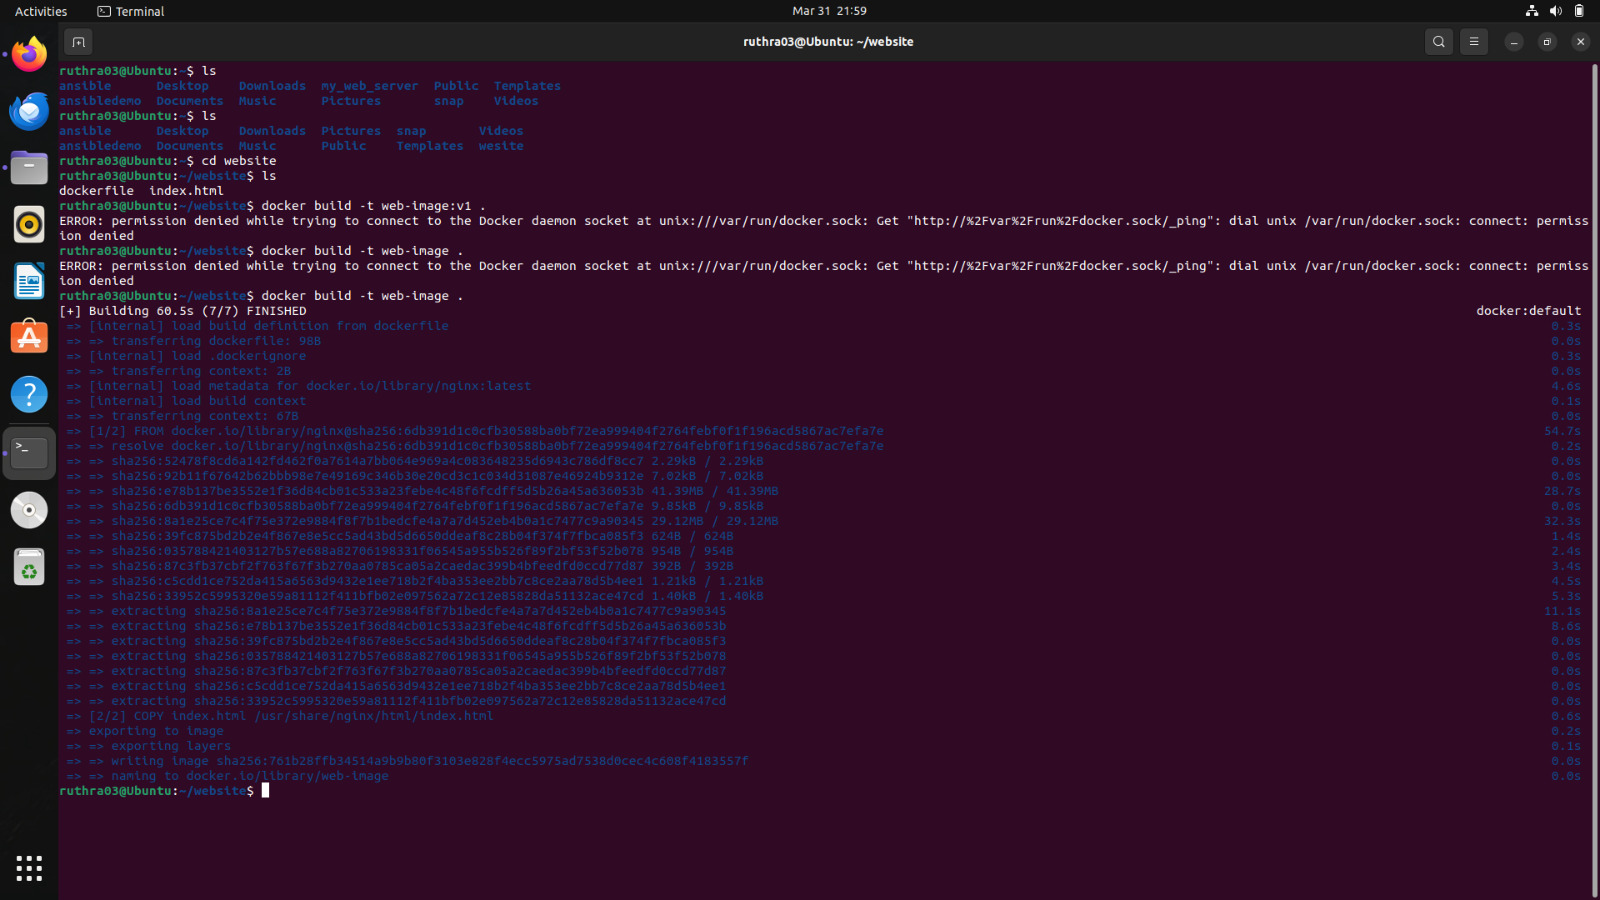 Activities Terminal Mar 31 21:59
ruthra03@Ubuntu: ~/website
ruthra03@Ubuntu:~$ ls
ansible Desktop Downloads my_web_server Public Templates
ansibledemo Documents Music Pictures snap Videos
ruthra03@Ubuntu:~$ ls
ansible Desktop Downloads Pictures snap Videos
ansibledemo Documents Music Public Templates wesite
ruthra03@Ubuntu:~$ cd website
ruthra03@Ubuntu:~/website$ ls
dockerfile index.html
ruthra03@Ubuntu:~/website$ docker build -t web-image:v1 .
ERROR: permission denied while trying to connect to the Docker daemon socket at unix:///var/run/docker.sock: Get "http://%2Fvar%2Frun%2Fdocker.sock/_ping": dial unix /var/run/docker.sock: connect: permiss
ion denied
ruthra03@Ubuntu:~/website$ docker build -t web-image .
ERROR: permission denied while trying to connect to the Docker daemon socket at unix:///var/run/docker.sock: Get "http://%2Fvar%2Frun%2Fdocker.sock/_ping": dial unix /var/run/docker.sock: connect: permiss
ion denied
ruthra03@Ubuntu:~/website$ docker build -t web-image .
[+] Building 60.5s (7/7) FINISHED docker:default
=> [internal] load build definition from dockerfile 0.3s
=> => transferring dockerfile: 98B 0.0s
=> [internal] load .dockerignore 0.3s
=> => transferring context: 2B 0.0s
=> [internal] load metadata for docker.io/library/nginx:latest 4.6s
=> [internal] load build context 0.1s
=> => transferring context: 67B 0.0s
=> [1/2] FROM docker.io/library/nginx@sha256:6db391d1c0cfb30588ba0bf72ea999404f2764febf0f1f196acd5867ac7efa7e 54.7s
=> => resolve docker.io/library/nginx@sha256:6db391d1c0cfb30588ba0bf72ea999404f2764febf0f1f196acd5867ac7efa7e 0.2s
=> => sha256:52478f8cd6a142fd462f0a7614a7bb064e969a4c083648235d6943c786df8cc7 2.29kB / 2.29kB 0.0s
=> => sha256:92b11f67642b62bbb98e7e49169c346b30e20cd3c1c034d31087e46924b9312e 7.02kB / 7.02kB 0.0s
=> => sha256:e78b137be3552e1f36d84cb01c533a23febe4c48f6fcdff5d5b26a45a636053b 41.39MB / 41.39MB 28.7s
=> => sha256:6db391d1c0cfb30588ba0bf72ea999404f2764febf0f1f196acd5867ac7efa7e 9.85kB / 9.85kB 0.0s
=> => sha256:8a1e25ce7c4f75e372e9884f8f7b1bedcfe4a7a7d452eb4b0a1c7477c9a90345 29.12MB / 29.12MB 32.3s
=> => sha256:39fc875bd2b2e4f867e8e5cc5ad43bd5d6650ddeaf8c28b04f374f7fbca085f3 624B / 624B 1.4s
=> => sha256:035788421403127b57e688a82706198331f06545a955b526f89f2bf53f52b078 954B / 954B 2.4s
=> => sha256:87c3fb37cbf2f763f67f3b270aa0785ca05a2caedac399b4bfeedfd0ccd77d87 392B / 392B 3.4s
=> => sha256:c5cdd1ce752da415a6563d9432e1ee718b2f4ba353ee2bb7c8ce2aa78d5b4ee1 1.21kB / 1.21kB 4.5s
=> => sha256:33952c5995320e59a81112f411bfb02e097562a72c12e85828da51132ace47cd 1.40kB / 1.40kB 5.3s
=> => extracting sha256:8a1e25ce7c4f75e372e9884f8f7b1bedcfe4a7a7d452eb4b0a1c7477c9a90345 11.1s
=> => extracting sha256:e78b137be3552e1f36d84cb01c533a23febe4c48f6fcdff5d5b26a45a636053b 8.6s
=> => extracting sha256:39fc875bd2b2e4f867e8e5cc5ad43bd5d6650ddeaf8c28b04f374f7fbca085f3 0.0s
=> => extracting sha256:035788421403127b57e688a82706198331f06545a955b526f89f2bf53f52b078 0.0s
=> => extracting sha256:87c3fb37cbf2f763f67f3b270aa0785ca05a2caedac399b4bfeedfd0ccd77d87 0.0s
=> => extracting sha256:c5cdd1ce752da415a6563d9432e1ee718b2f4ba353ee2bb7c8ce2aa78d5b4ee1 0.0s
=> => extracting sha256:33952c5995320e59a81112f411bfb02e097562a72c12e85828da51132ace47cd 0.0s
=> [2/2] COPY index.html /usr/share/nginx/html/index.html 0.6s
=> exporting to image 0.2s
=> => exporting layers 0.1s
=> => writing image sha256:761b28ffb34514a9b9b80f3103e828f4ecc5975ad7538d0cec4c608f4183557f 0.0s
=> => naming to docker.io/library/web-image 0.0s
ruthra03@Ubuntu:~/website$